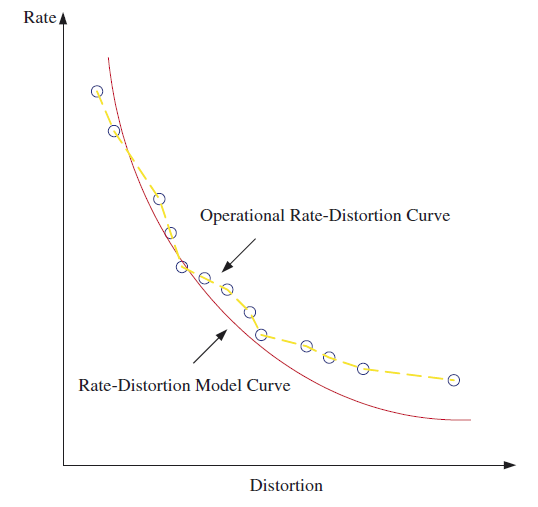 Rate
Operational Rate-Distortion Curve
Rate-Distortion Model Curve
Distortion